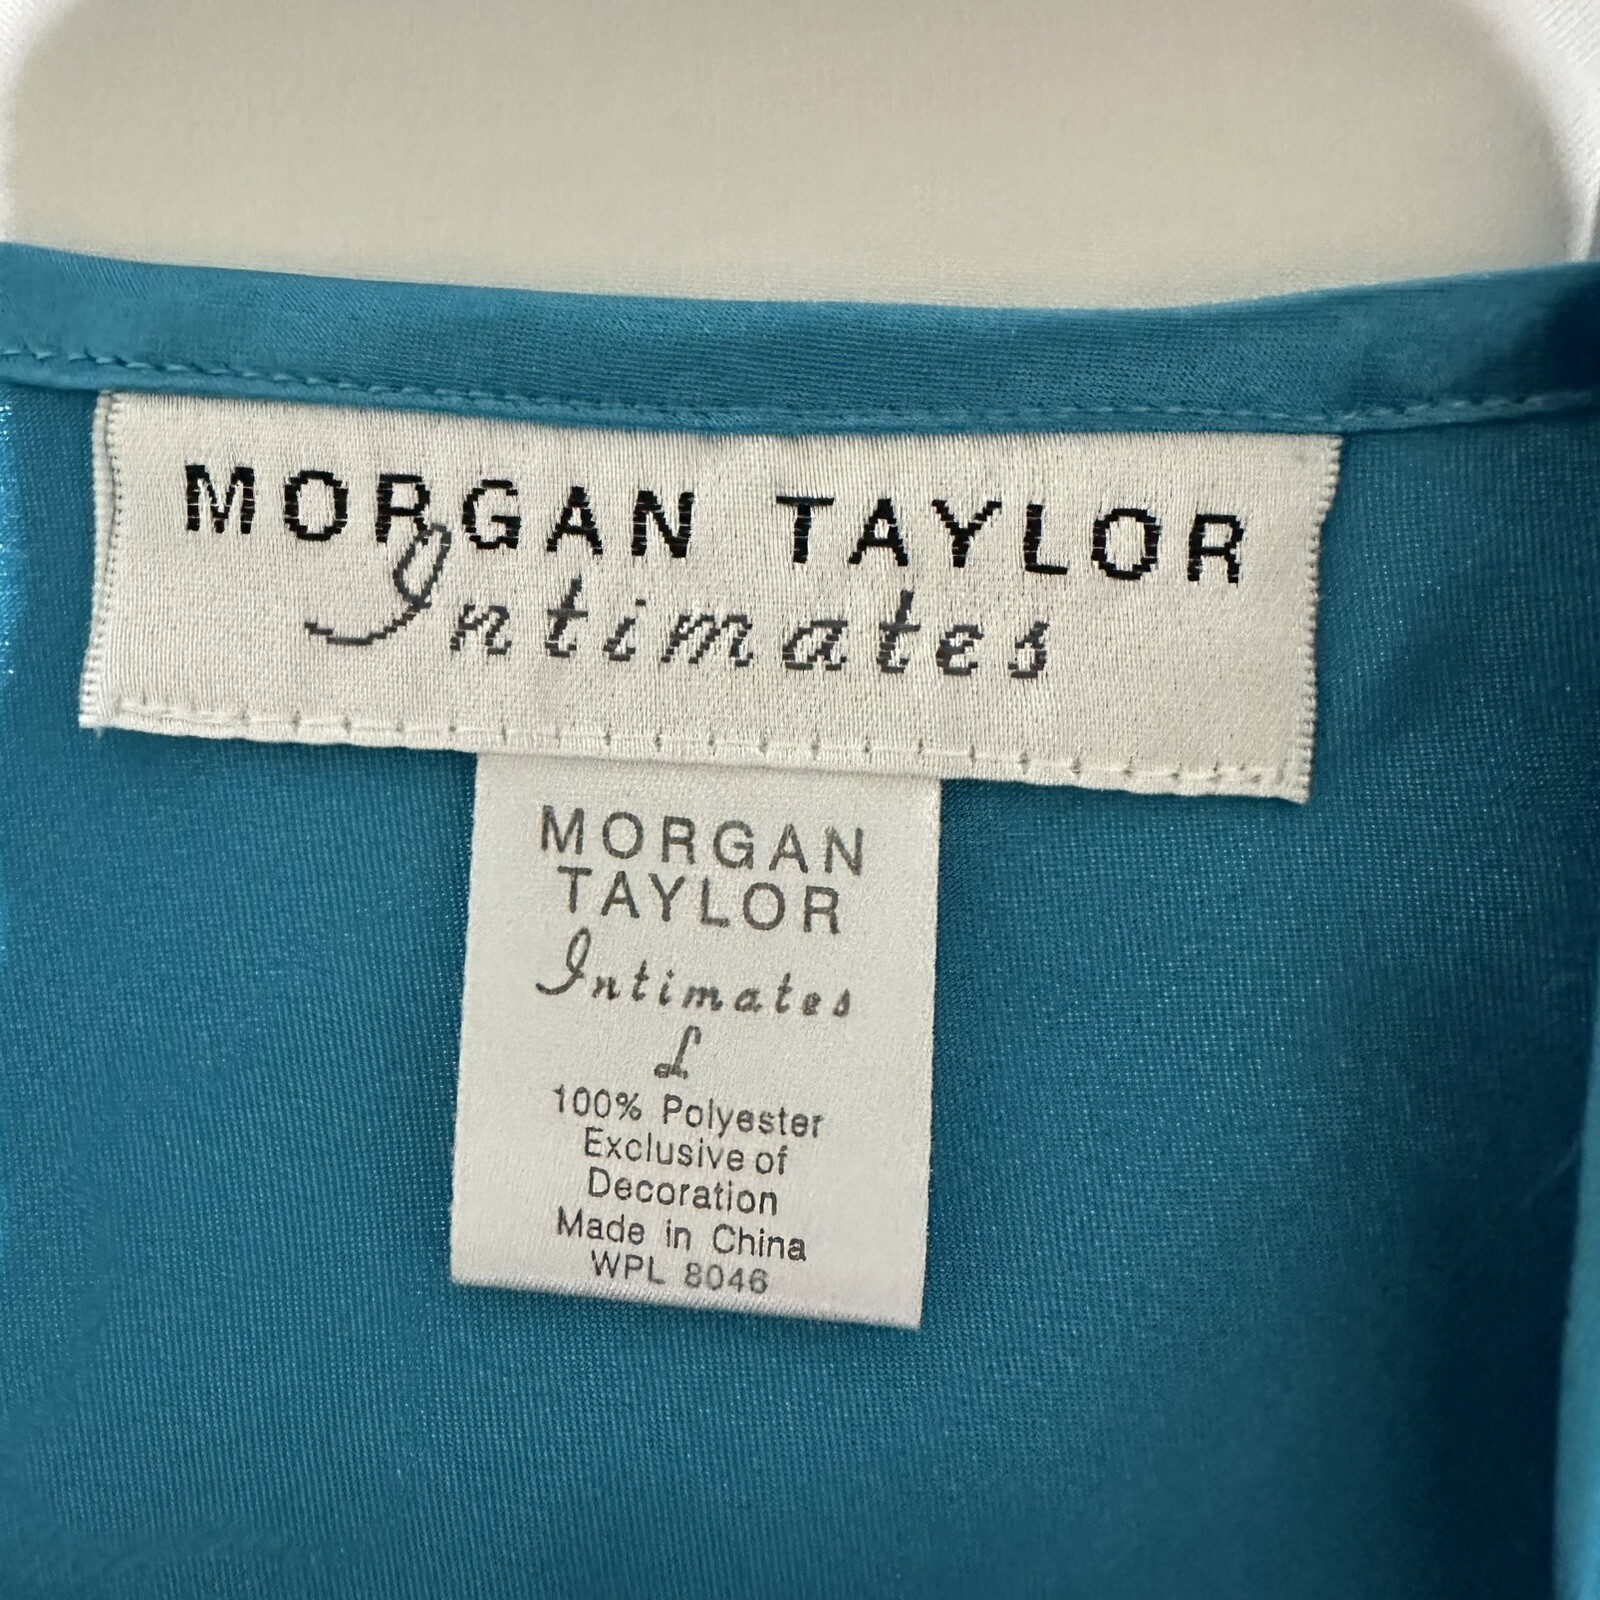 MORGAN TAYLOR
Intimates
MORGAN
TAYLOR
Intimates
L
100% Polyester
Exclusive of
Decoration
Made in China
WPL 8046